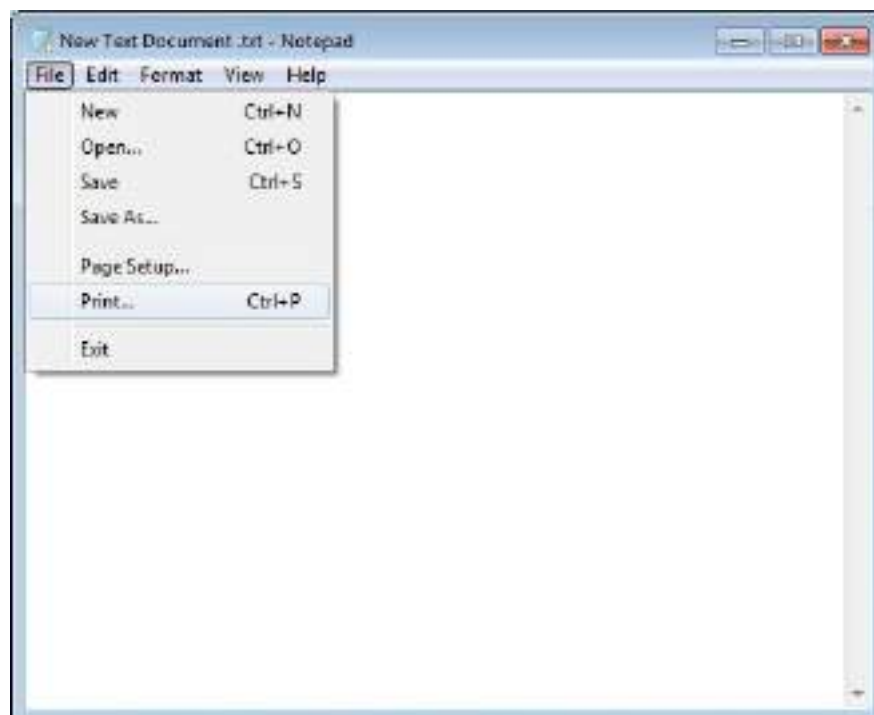 New Text Document .txt - Notepad
File Edit Format View Help
New Ctrl+N
Open... Ctrl+O
Save Ctrl+S
Save As...
Page Setup...
Print... Ctrl+P
Exit